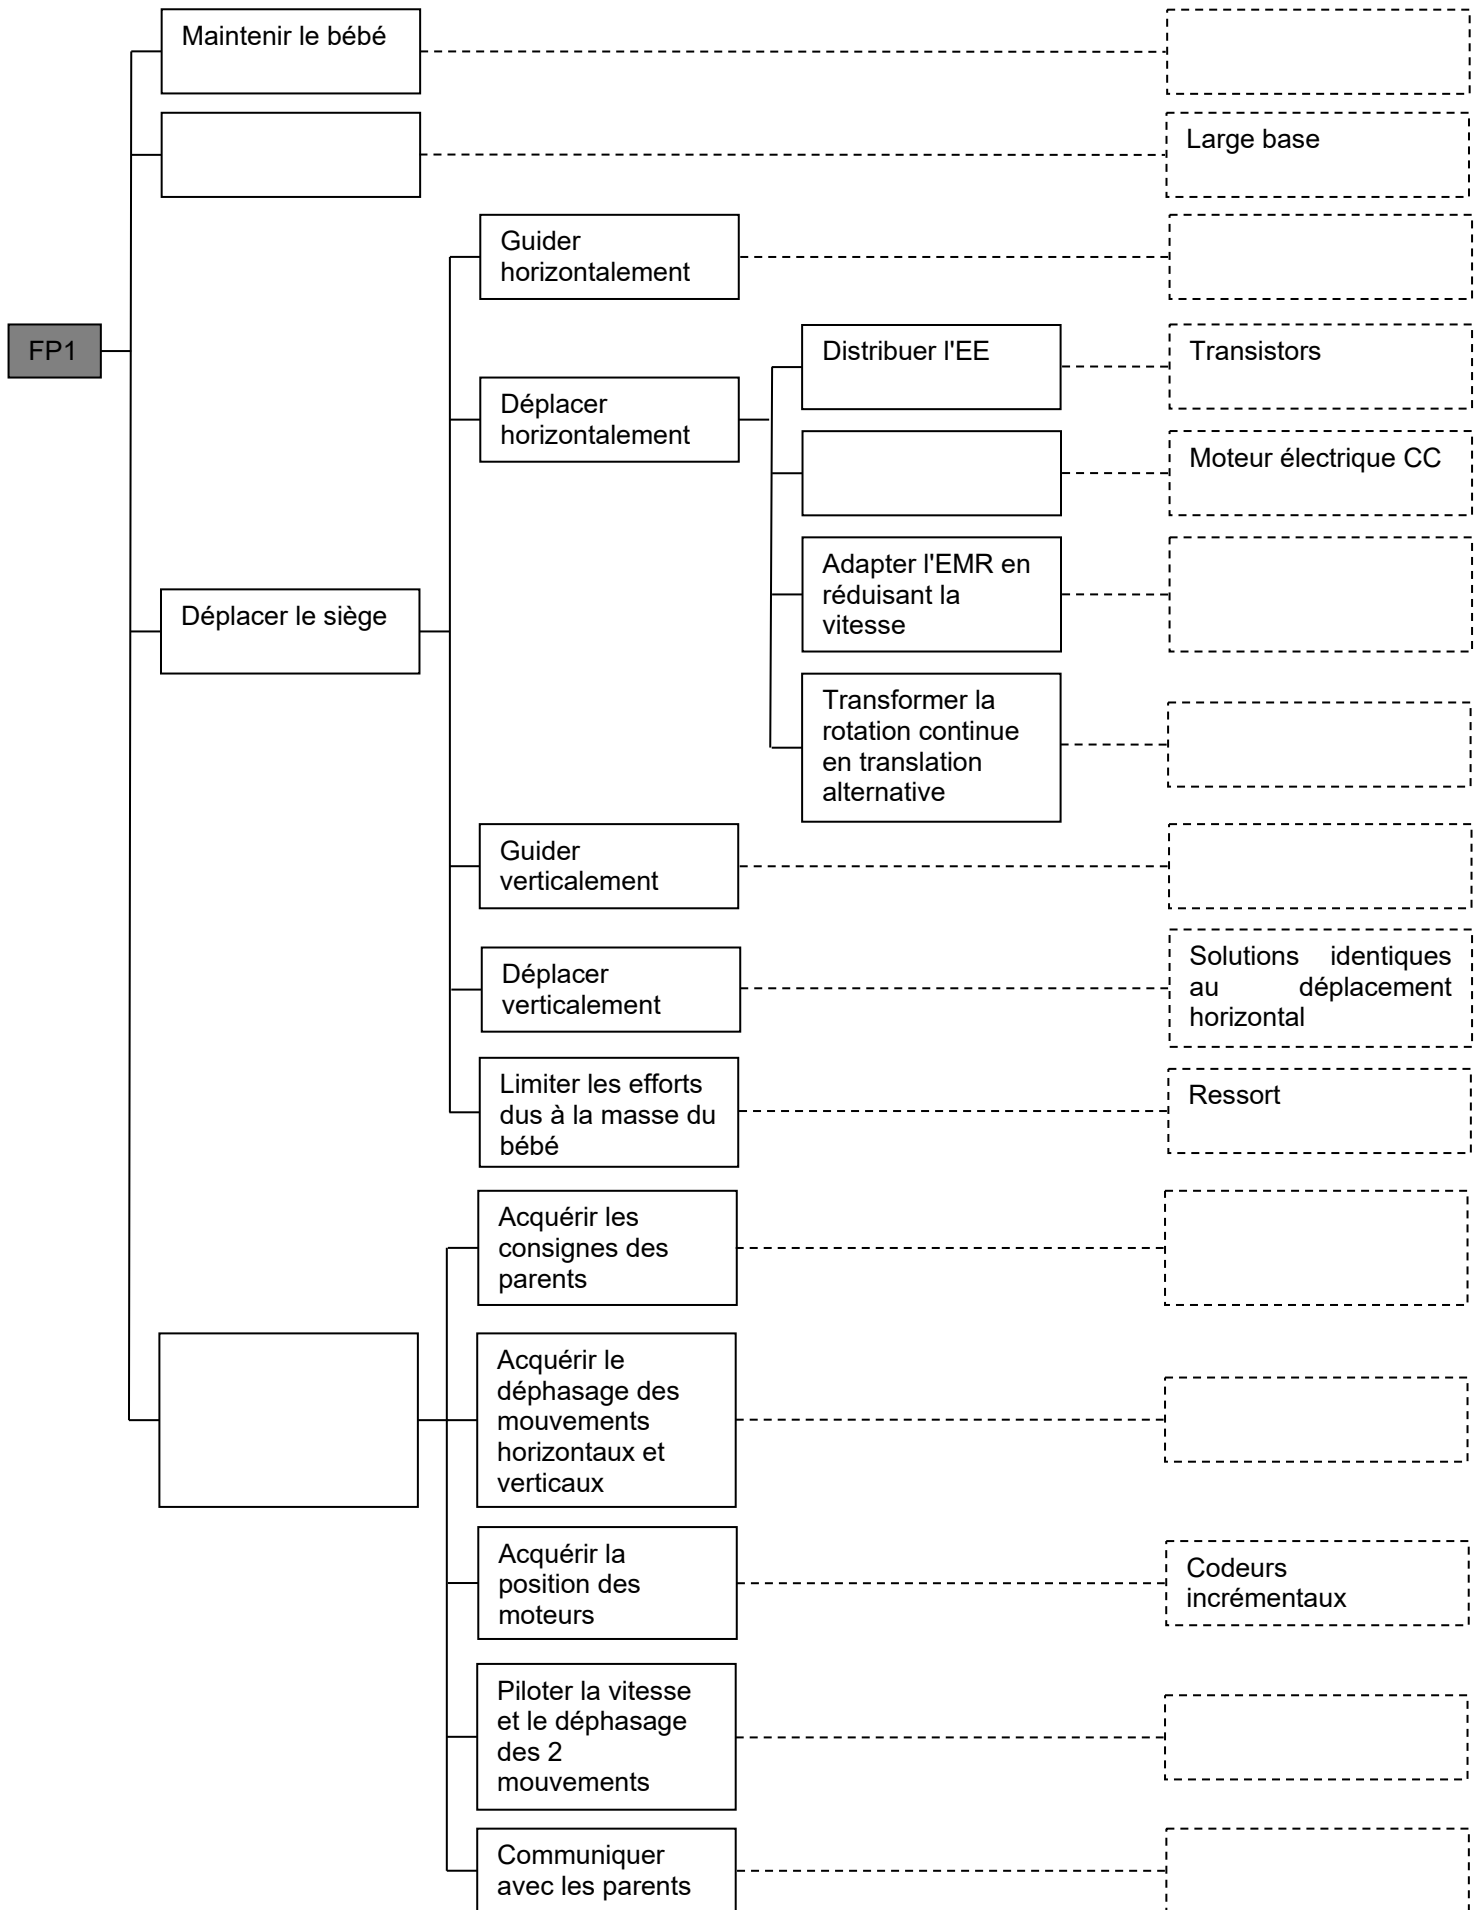 Maintenir le bébé
Large base
Guider
horizontalement
FP1
Distribuer l'EE
Transistors
Déplacer
horizontalement
Moteur électrique CC
Adapter l'EMR en
réduisant la
vitesse
Déplacer le siège
Transformer la
rotation continue
en translation
alternative
Guider
verticalement
Déplacer
verticalement
Solutions identiques
au déplacement
horizontal
Limiter les efforts
dus à la masse du
bébé
Ressort
Acquérir les
consignes des
parents
Acquérir le
déphasage des
mouvements
horizontaux et
verticaux
Acquérir la
position des
moteurs
Codeurs
incrémentaux
Piloter la vitesse
et le déphasage
des 2
mouvements
Communiquer
avec les parents